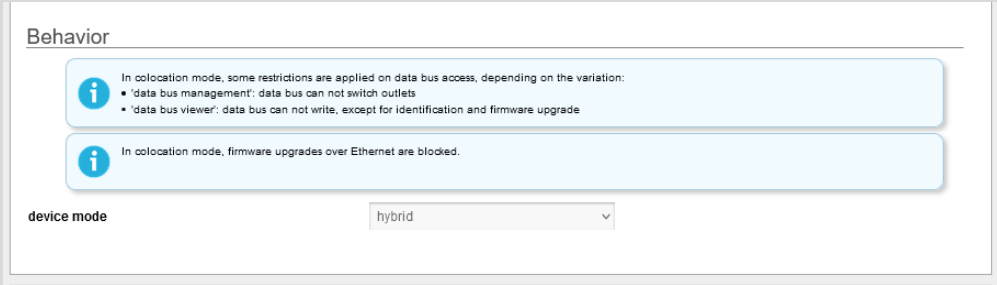 Behavior
In colocation mode, some restrictions are applied on data bus access, depending on the variation:
• 'data bus management': data bus can not switch outlets
• 'data bus viewer': data bus can not write, except for identification and firmware upgrade
In colocation mode, firmware upgrades over Ethernet are blocked.
device mode
hybrid